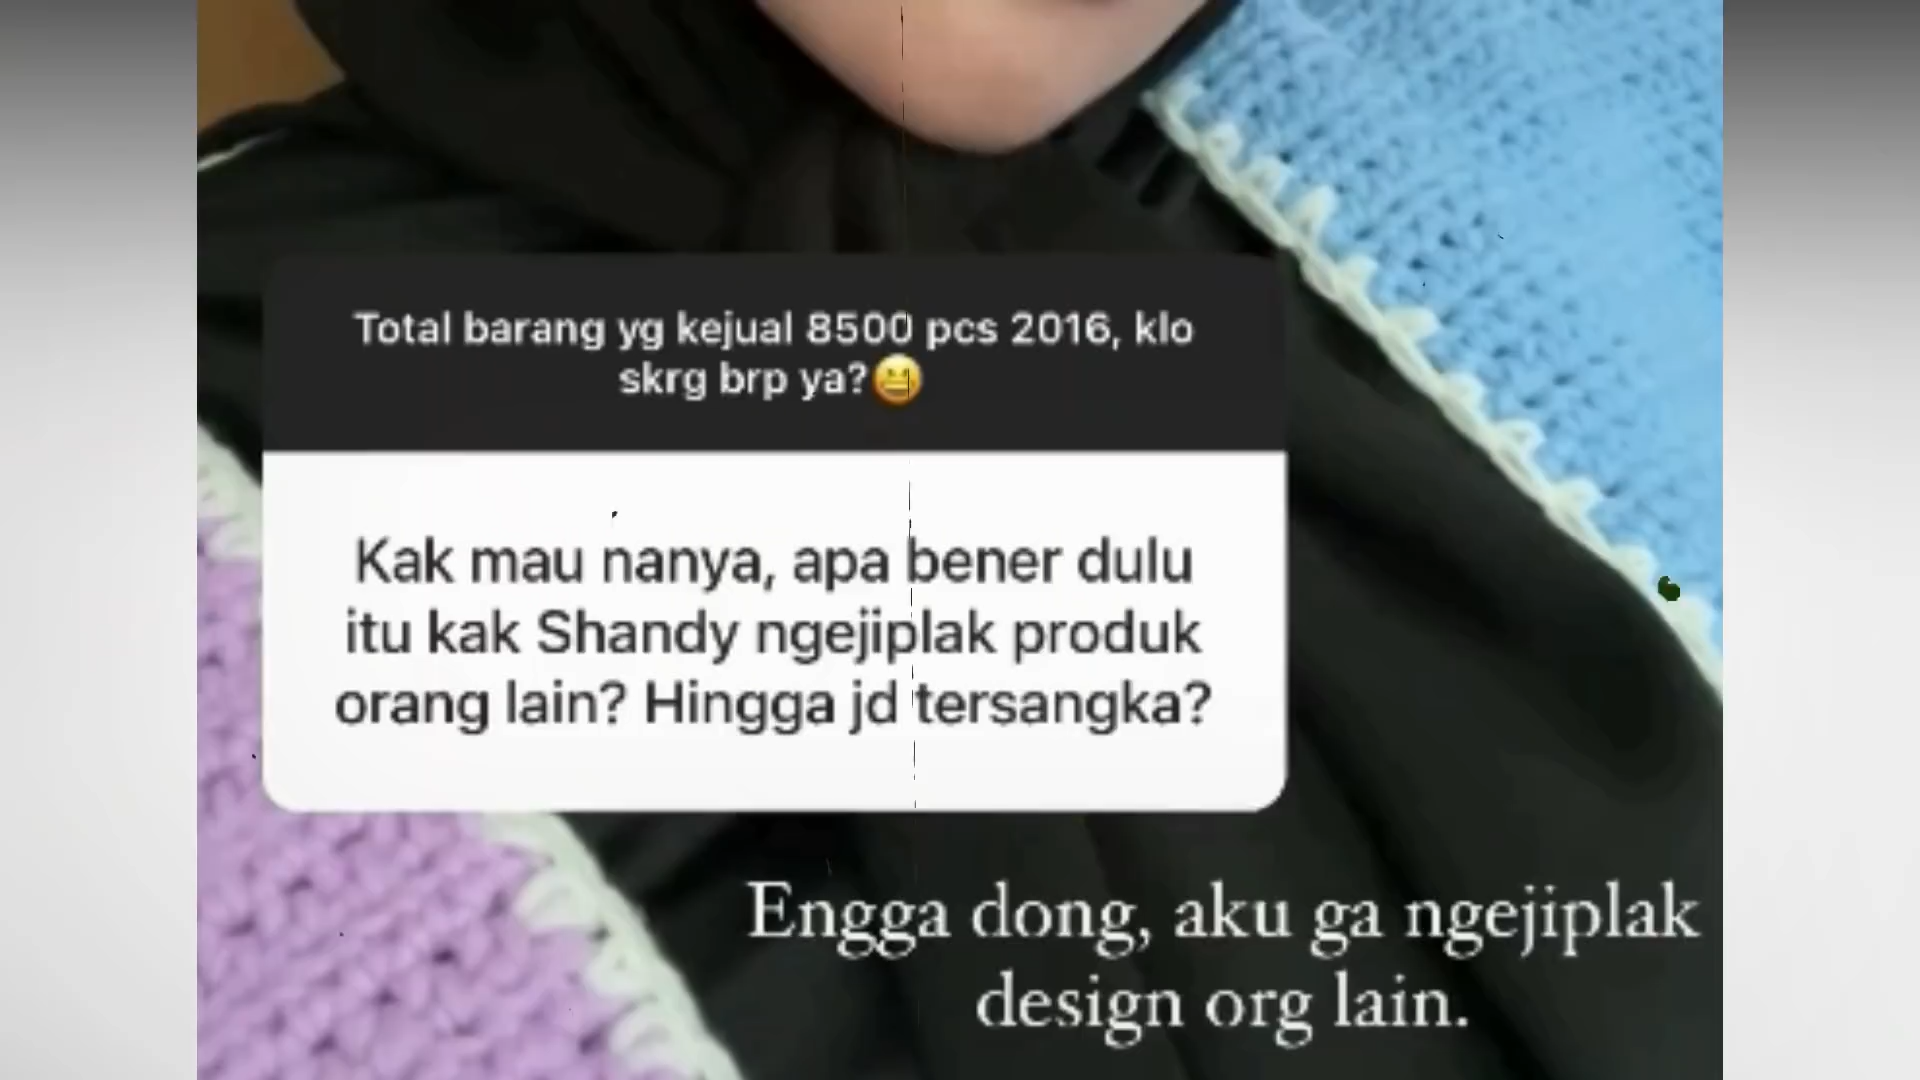 Total barang yg kejual 8500 pcs 2016, klo
skrg brp ya?😆
Kak mau nanya, apa bener dulu
itu kak Shandy ngejiplak produk
orang lain? Hingga jd tersangka?
Engga dong, aku ga ngejiplak
design org lain.